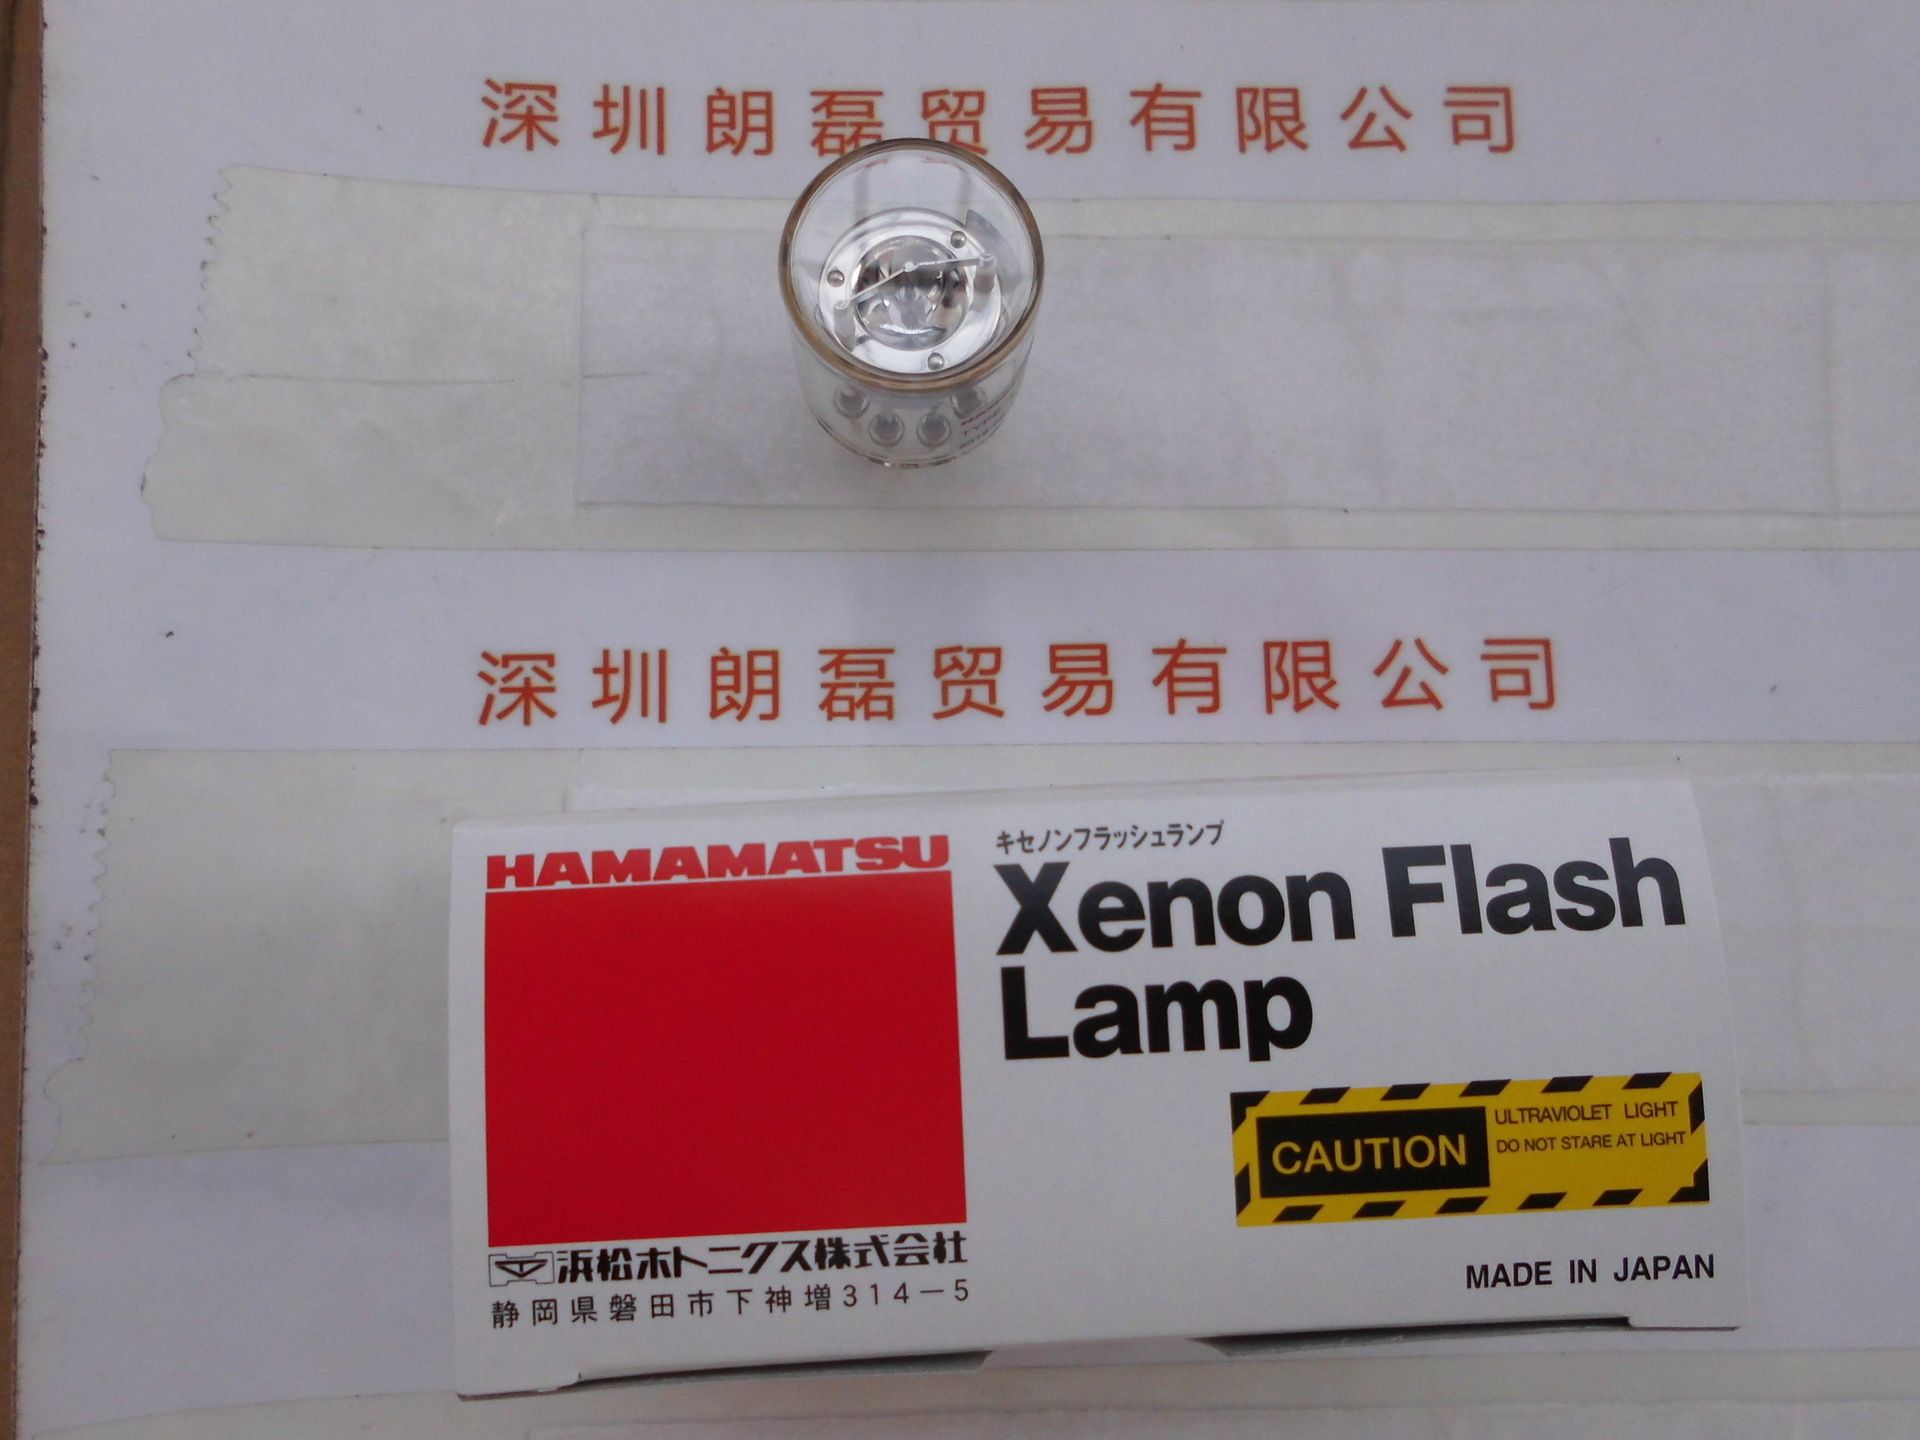 深圳朗磊贸易有限公司
TYPE
深圳朗磊贸易有限公司
HAMAMATSU
キセノンフラッシュランプ
Xenon Flash
Lamp
CAUTION
ULTRAVIOLET LIGHT
DO NOT STARE AT LIGHT
浜松ホトニクス株式会社
静岡県磐田市下神増314-5
MADE IN JAPAN